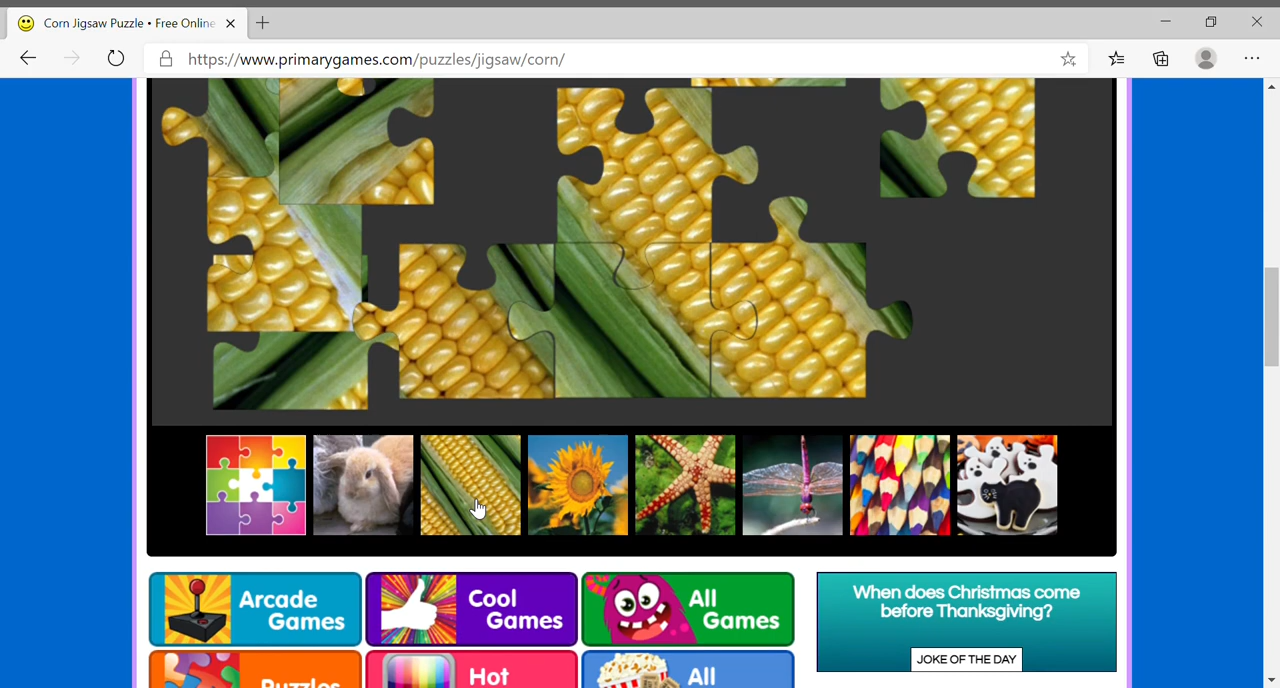 Corn Jigsaw Puzzle • Free Online
https://www.primarygames.com/puzzles/jigsaw/corn/
Arcade
Games
Cool
Games
All
Games
When does Christmas come
before Thanksgiving?
JOKE OF THE DAY
Puzzles
Hot
All